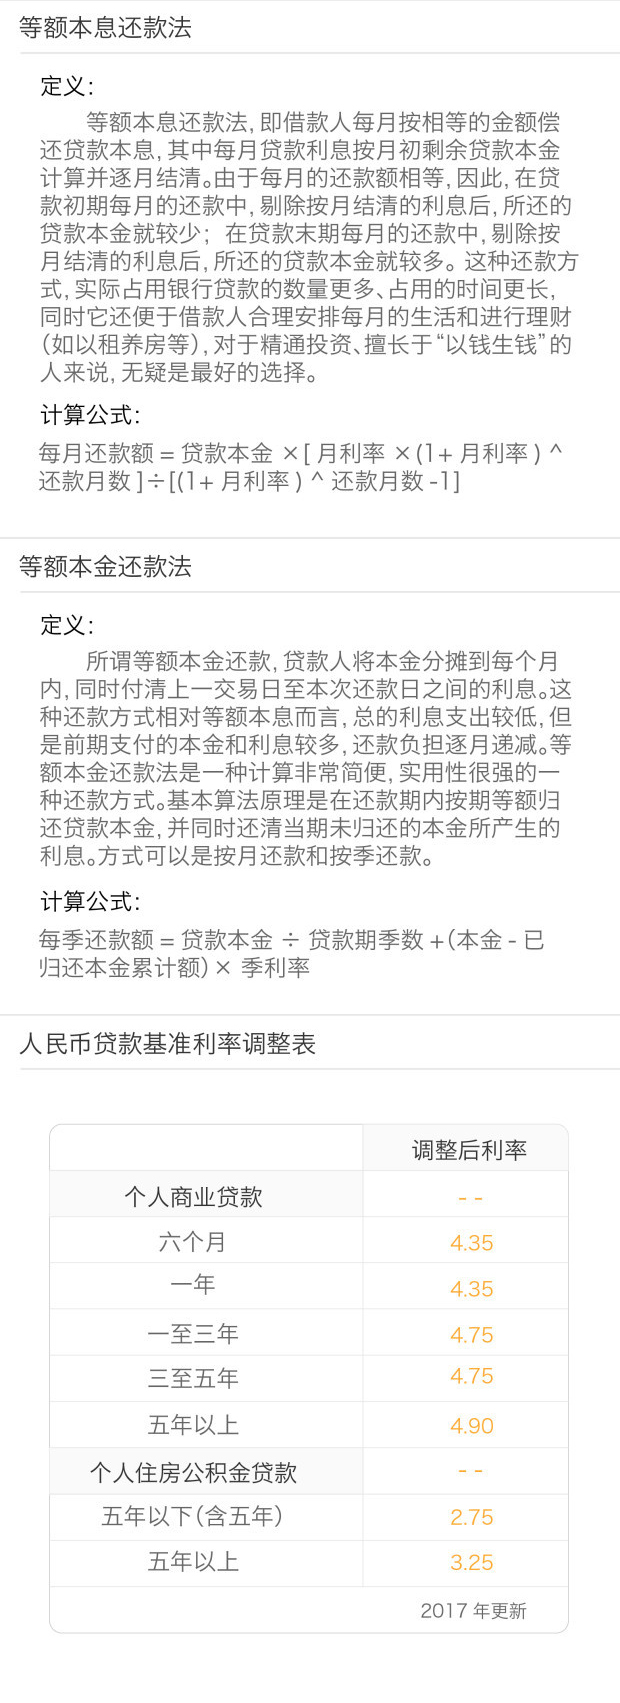 等额本息还款法
定义：
等额本息还款法，即借款人每月按相等的金额偿
还贷款本息，其中每月贷款利息按月初剩余贷款本金
计算并逐月结清。由于每月的还款额相等，因此，在贷
款初期每月的还款中，剔除按月结清的利息后，所还的
贷款本金就较少；在贷款末期每月的还款中，剔除按
月结清的利息后，所还的贷款本金就较多。这种还款方
式，实际占用银行贷款的数量更多、占用的时间更长，
同时它还便于借款人合理安排每月的生活和进行理财
（如以租养房等），对于精通投资、擅长于“以钱生钱”的
人来说，无疑是最好的选择。
计算公式：
每月还款额 = 贷款本金 ×[ 月利率 ×(1+ 月利率 ) ^
还款月数 ]÷[(1+ 月利率 ) ^ 还款月数 -1]
等额本金还款法
定义：
所谓等额本金还款，贷款人将本金分摊到每个月
内，同时付清上一交易日至本次还款日之间的利息。这
种还款方式相对等额本息而言，总的利息支出较低，但
是前期支付的本金和利息较多，还款负担逐月递减。等
额本金还款法是一种计算非常简便，实用性很强的一
种还款方式。基本算法原理是在还款期内按期等额归
还贷款本金，并同时还清当期未归还的本金所产生的
利息。方式可以是按月还款和按季还款。
计算公式：
每季还款额 = 贷款本金 ÷ 贷款期季数 +（本金 - 已
归还本金累计额）× 季利率
人民币贷款基准利率调整表
调整后利率
个人商业贷款 - -
六个月 4.35
一年 4.35
一至三年 4.75
三至五年 4.75
五年以上 4.90
个人住房公积金贷款 - -
五年以下（含五年） 2.75
五年以上 3.25
2017 年更新